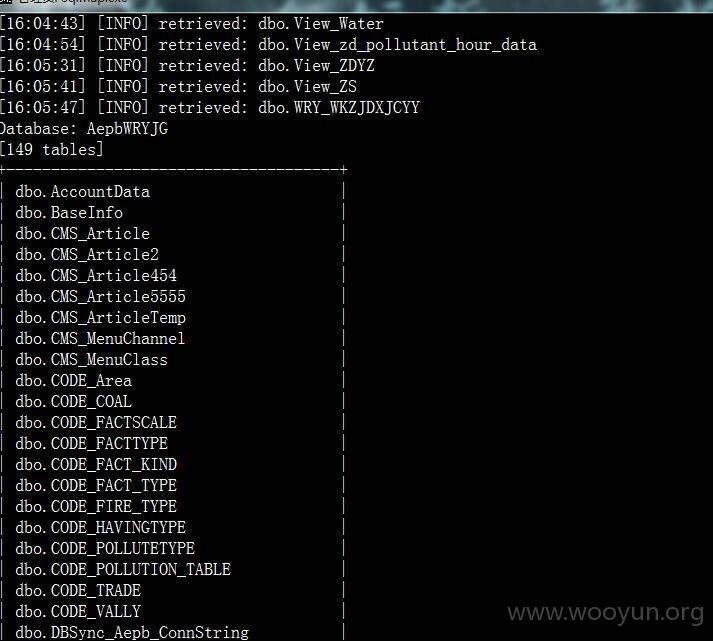 [16:04:43] [INFO] retrieved: dbo.View_Water
[16:04:54] [INFO] retrieved: dbo.View_zd_pollutant_hour_data
[16:05:31] [INFO] retrieved: dbo.View_ZDYZ
[16:05:41] [INFO] retrieved: dbo.View_ZS
[16:05:47] [INFO] retrieved: dbo.WRY_WKZJDXJCYY
Database: AepbWRYJG
[149 tables]
+-------------------------------------+
| dbo.AccountData |
| dbo.BaseInfo |
| dbo.CMS_Article |
| dbo.CMS_Article2 |
| dbo.CMS_Article454 |
| dbo.CMS_Article5555 |
| dbo.CMS_ArticleTemp |
| dbo.CMS_MenuChannel |
| dbo.CMS_MenuClass |
| dbo.CODE_Area |
| dbo.CODE_COAL |
| dbo.CODE_FACTSCALE |
| dbo.CODE_FACTTYPE |
| dbo.CODE_FACT_KIND |
| dbo.CODE_FACT_TYPE |
| dbo.CODE_FIRE_TYPE |
| dbo.CODE_HAVINGTYPE |
| dbo.CODE_POLLUTETYPE |
| dbo.CODE_POLLUTION_TABLE |
| dbo.CODE_TRADE |
| dbo.CODE_VALLY |
| dbo.DBSync_Aepb_ConnString |
www.wooyun.org